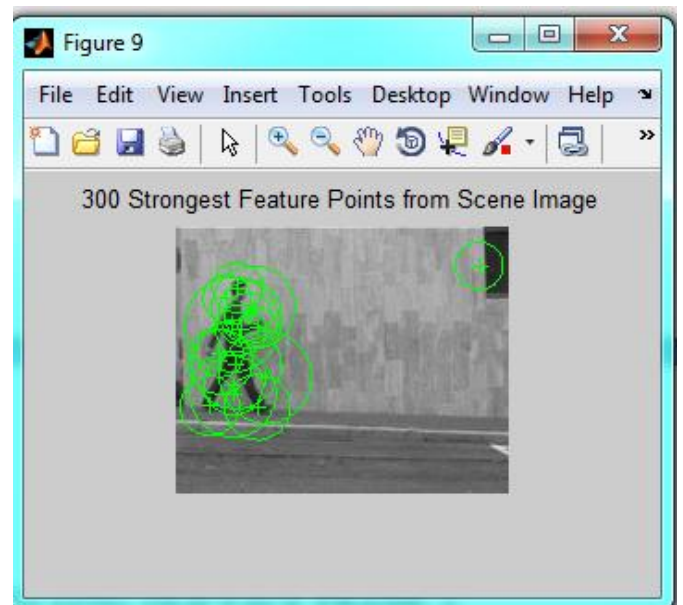 Figure 9
File Edit View Insert Tools Desktop Window Help
300 Strongest Feature Points from Scene Image